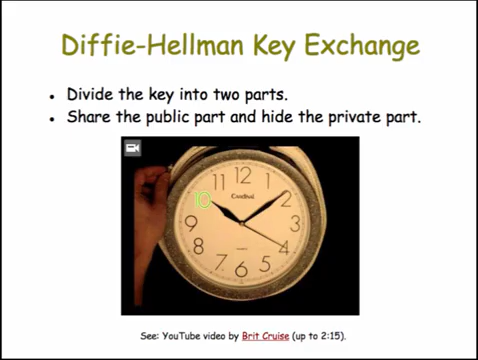 Diffie-Hellman Key Exchange
• Divide the key into two parts.
• Share the public part and hide the private part.
11 12 1
10 2
Cardinal
9 3
8 4
7 6 5
See: YouTube video by Brit Cruise (up to 2:15).